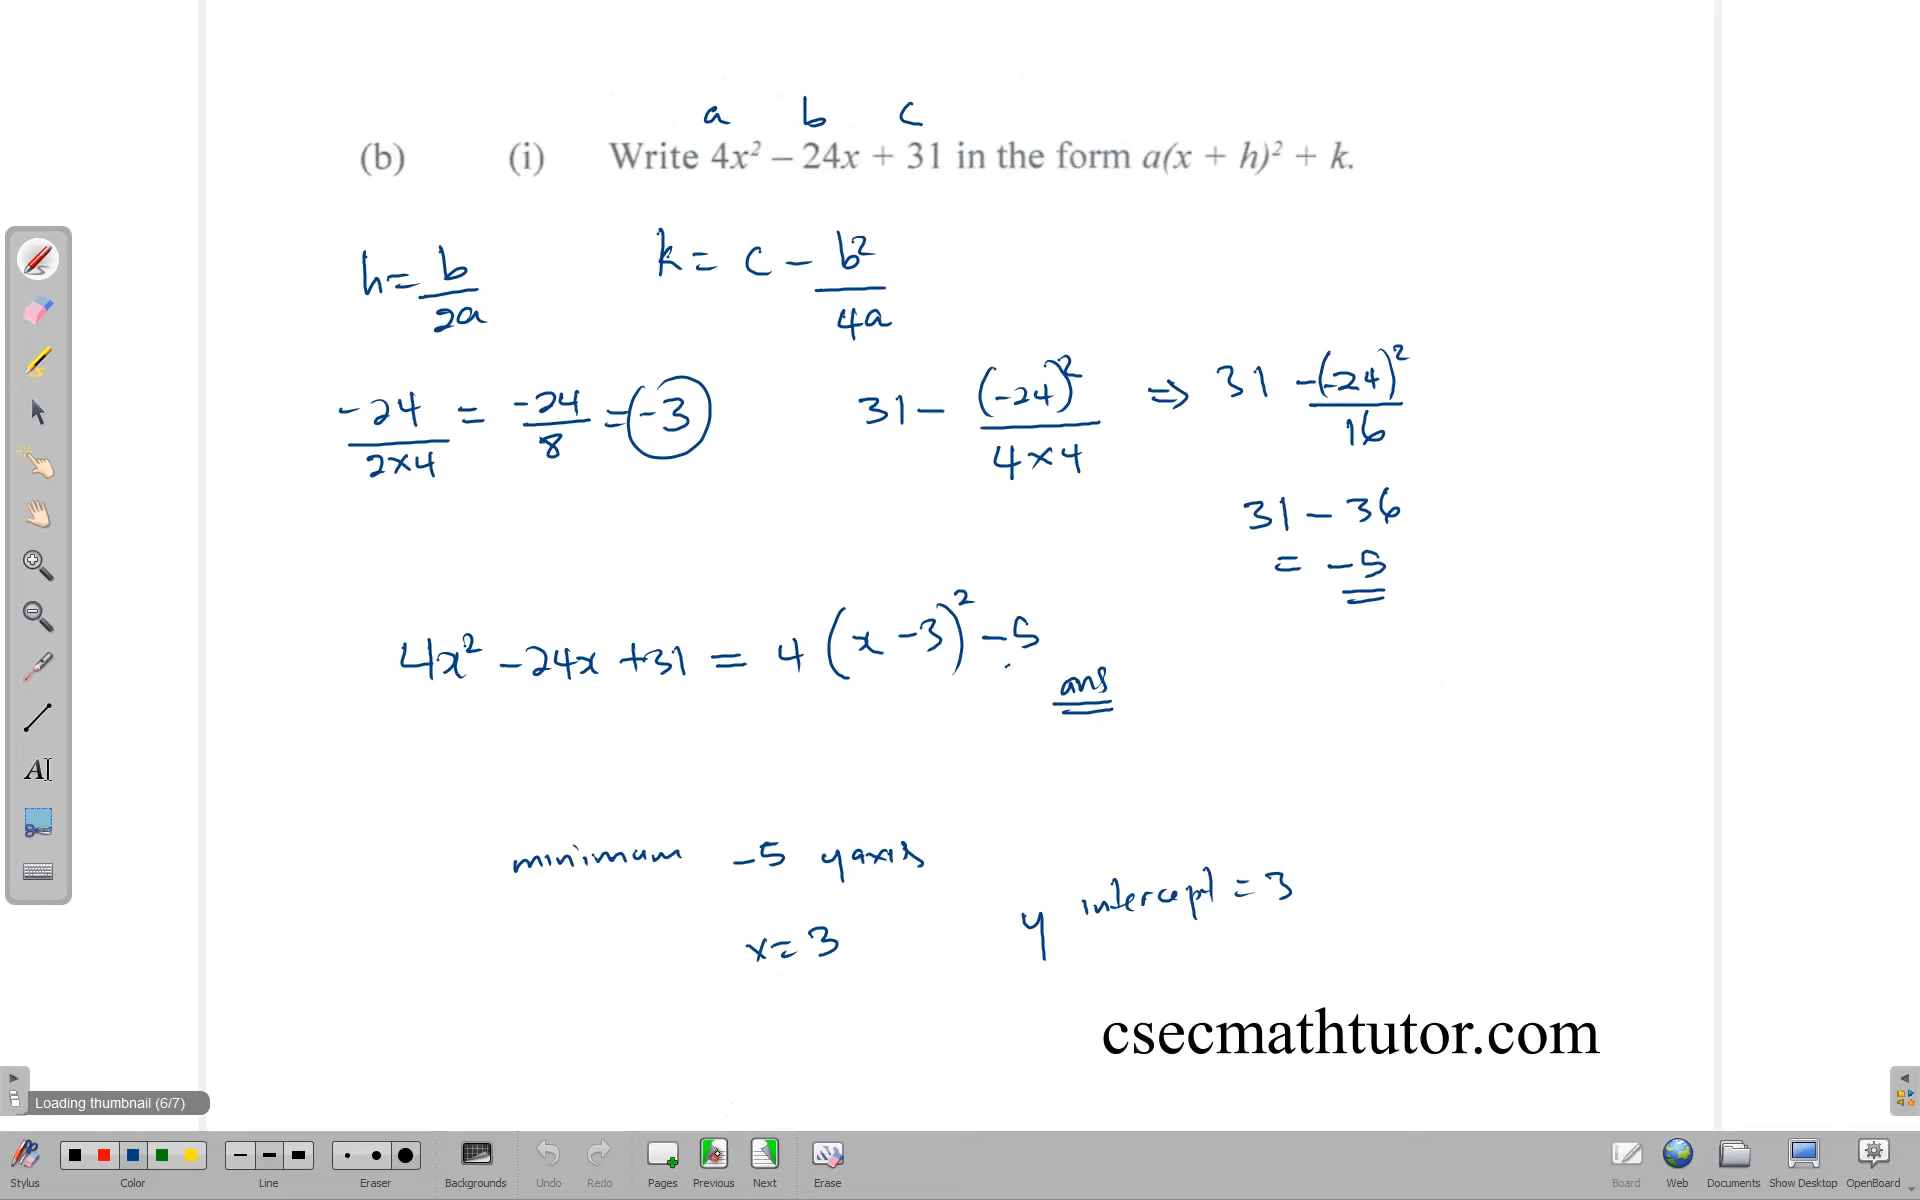 a b c
(b) (i) Write 4x² – 24x + 31 in the form a(x + h)² + k.
h = b/2a k = c – b²/4a
-24/2×4 = -24/8 = -3 31 – (-24)²/4×4 ⇒ 31 – (-24)²/16
31 – 36
= -5
4x² – 24x + 31 = 4(x – 3)² – 5
ans
minimum -5 y axis
y intercept = 3
x = 3
csecmathtutor.com
Loading thumbnail (6/7)
Stylus Color Line Eraser Backgrounds Undo Redo Pages Previous Next Erase Board Web Documents Show Desktop OpenBoard